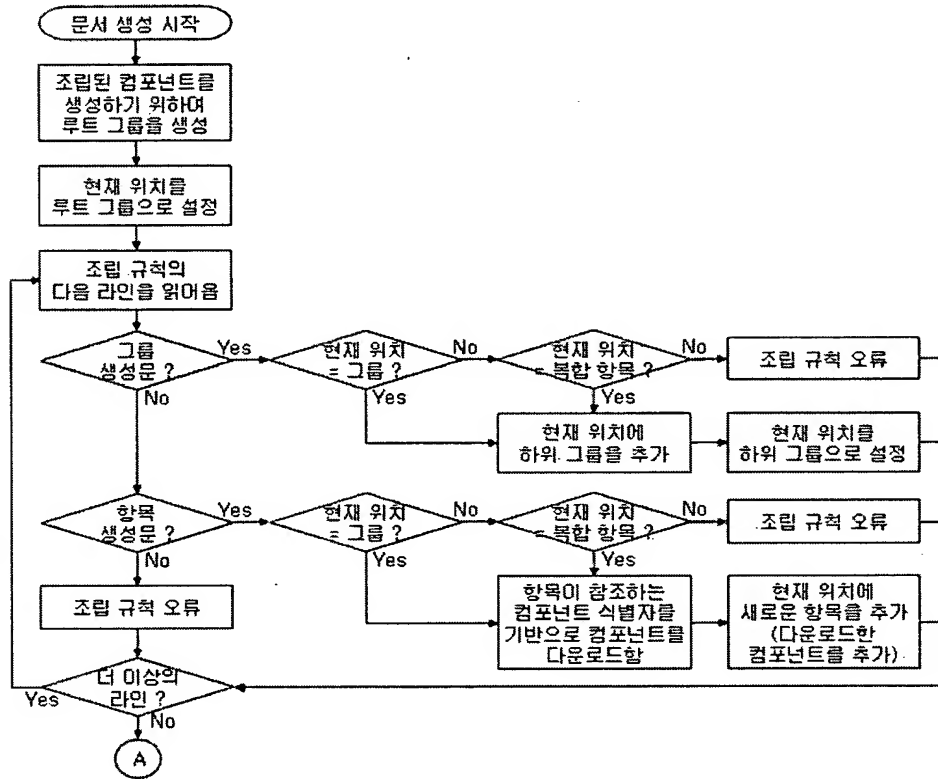 문서 생성 시작
조립된 컴포넌트를
생성하기 위하여
루트 그룹을 생성
현재 위치를
루트 그룹으로 설정
조립 규칙의
다음 라인을 읽어옴
그룹
생성문 ?
Yes
No
현재 위치
= 그룹 ?
No
Yes
현재 위치
= 복합 항목 ?
No
Yes
조립 규칙 오류
현재 위치에
하위 그룹을 추가
현재 위치를
하위 그룹으로 설정
항목
생성문 ?
Yes
No
현재 위치
= 그룹 ?
No
Yes
현재 위치
= 복합 항목 ?
No
Yes
조립 규칙 오류
조립 규칙 오류
항목이 참조하는
컴포넌트 식별자를
기반으로 컴포넌트를
다운로드함
현재 위치에
새로운 항목을 추가
(다운로드한
컴포넌트를 추가)
더 이상의
라인 ?
Yes
No
A